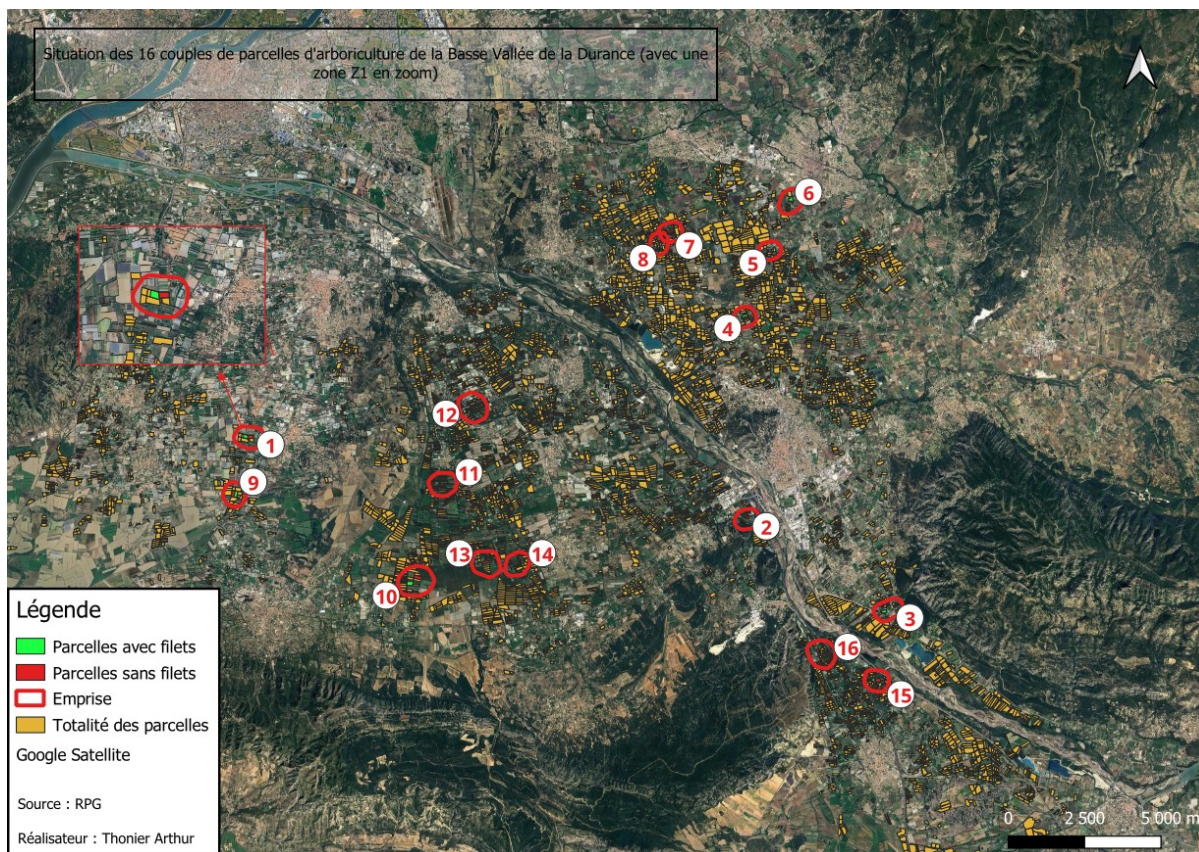 Situation des 16 couples de parcelles d'arboriculture de la Basse Vallée de la Durance (avec une
zone Z1 en zoom)
6
7
8
5
4
12
1
11
9
2
13
14
10
3
16
15
Légende
Parcelles avec filets
Parcelles sans filets
Emprise
Totalité des parcelles
Google Satellite
Source : RPG
Réalisateur : Thonier Arthur
0 2 500 5 000 m